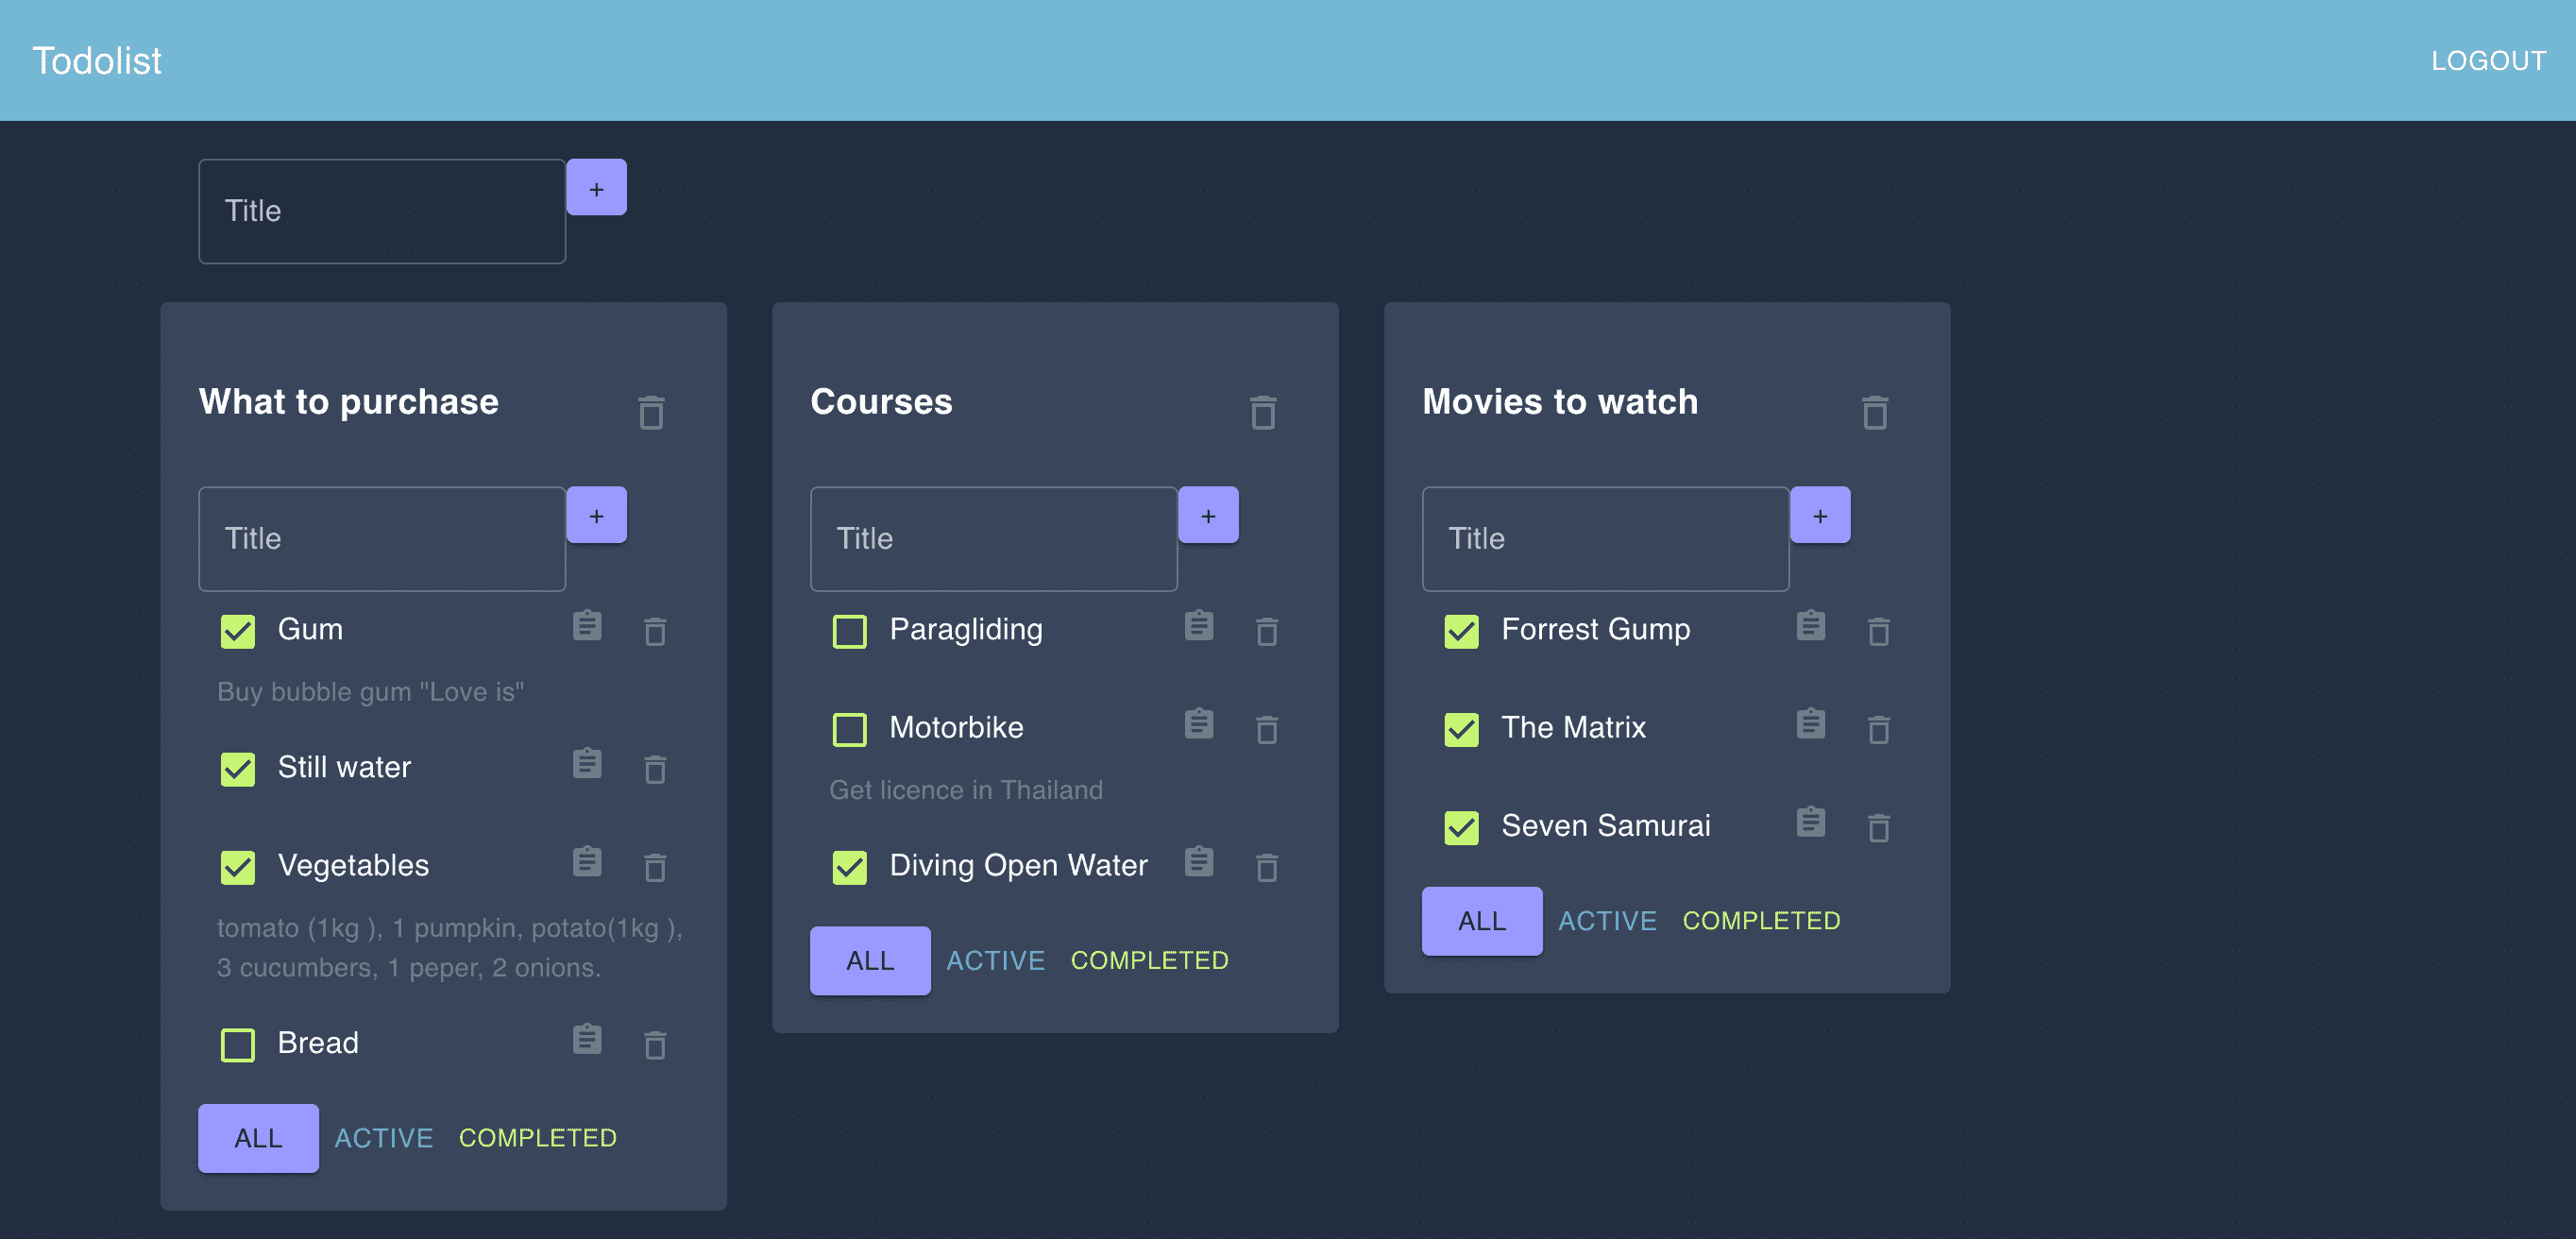 Todolist
LOGOUT
Title
+
What to purchase
Title
+
Gum
Buy bubble gum "Love is"
Still water
Vegetables
tomato (1kg ), 1 pumpkin, potato(1kg ),
3 cucumbers, 1 peper, 2 onions.
Bread
ALL ACTIVE COMPLETED
Courses
Title
+
Paragliding
Motorbike
Get licence in Thailand
Diving Open Water
ALL ACTIVE COMPLETED
Movies to watch
Title
+
Forrest Gump
The Matrix
Seven Samurai
ALL ACTIVE COMPLETED